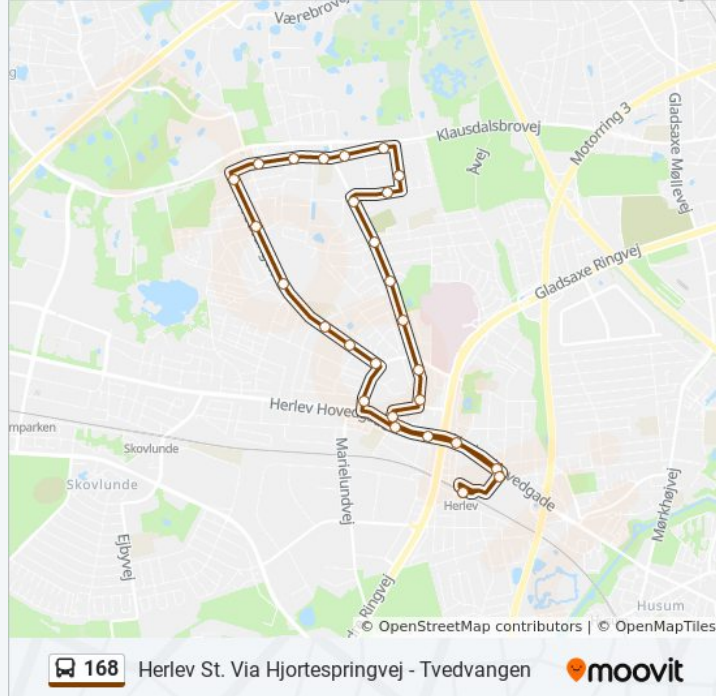 Værebrovej
Klausdalsbrovej
Motorring 3
Gladsaxe Møllevej
Åvej
Gladsaxe Ringvej
Herlev Hovedg
mparken
Skovlunde
Skovlunde
Marielundvej
vedgade
Herlev
Ejbyvej
Mørkhøjvej
Ringvej
Husum
© OpenStreetMap contributors | © OpenMapTiles
168 Herlev St. Via Hjortespringvej - Tvedvangen
moovit